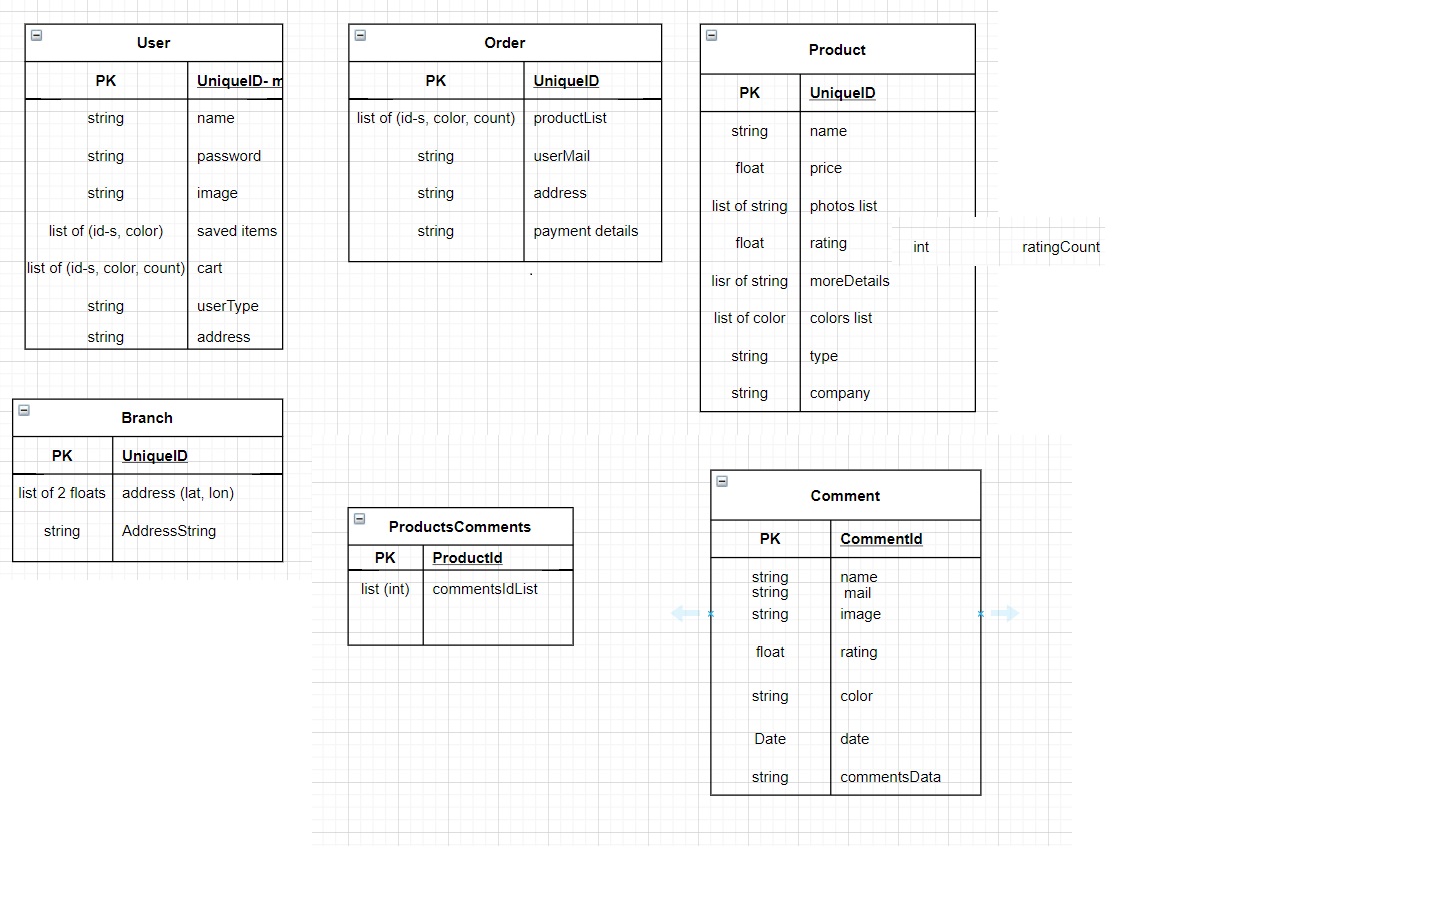 User
PK UniqueID- m
string name
string password
string image
list of (id-s, color) saved items
list of (id-s, color, count) cart
string userType
string address
Order
PK UniqueID
list of (id-s, color, count) productList
string userMail
string address
string payment details
.
Product
PK UniqueID
string name
float price
list of string photos list
float rating
int ratingCount
lisr of string moreDetails
list of color colors list
string type
string company
Branch
PK UniqueID
list of 2 floats address (lat, lon)
string AddressString
ProductsComments
PK ProductId
list (int) commentsIdList
Comment
PK CommentId
string name
string mail
string image
float rating
string color
Date date
string commentsData